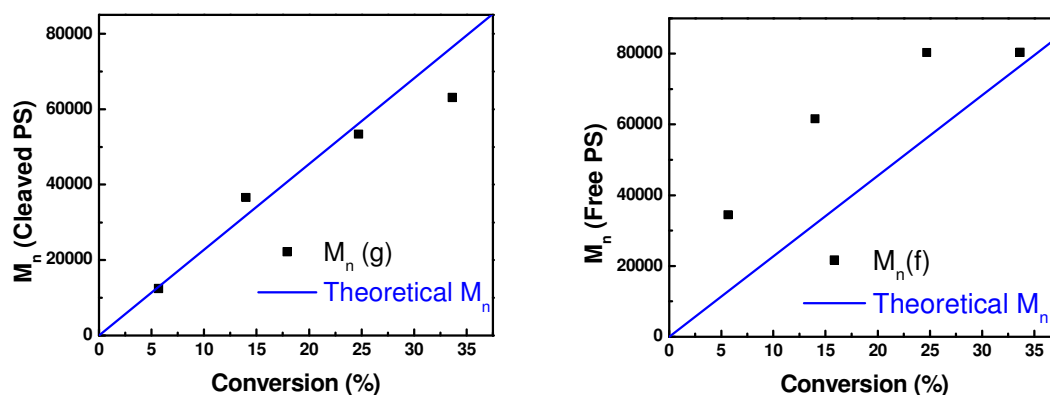 80000
60000
40000
20000
0
M_n (Cleaved PS)
M_n (g)
Theoretical M_n
0 5 10 15 20 25 30 35
Conversion (%)
80000
60000
40000
20000
0
M_n (Free PS)
M_n(f)
Theoretical M_n
0 5 10 15 20 25 30 35
Conversion (%)